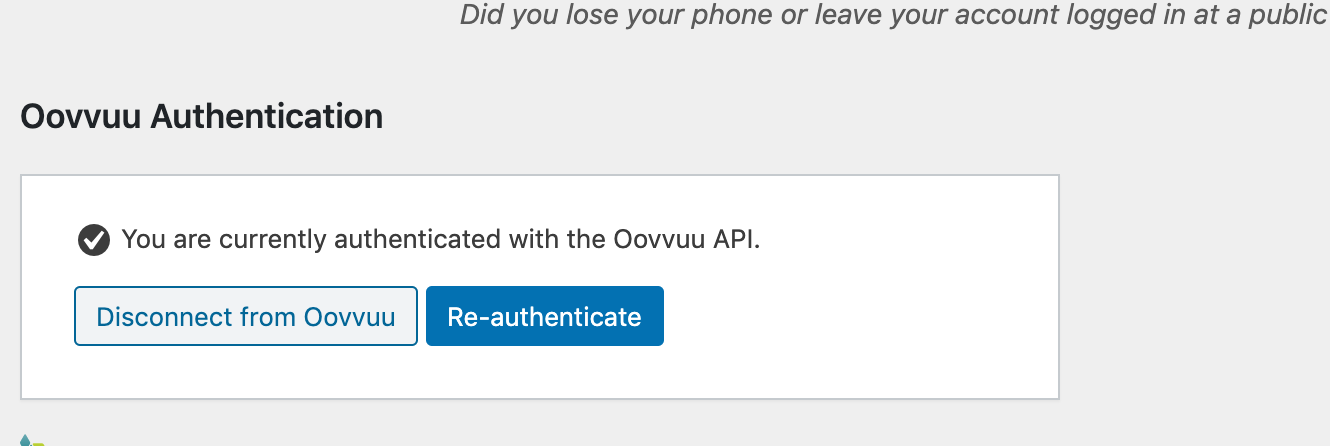 Did you lose your phone or leave your account logged in at a public
Oovvuu Authentication
You are currently authenticated with the Oovvuu API.
Disconnect from Oovvuu
Re-authenticate